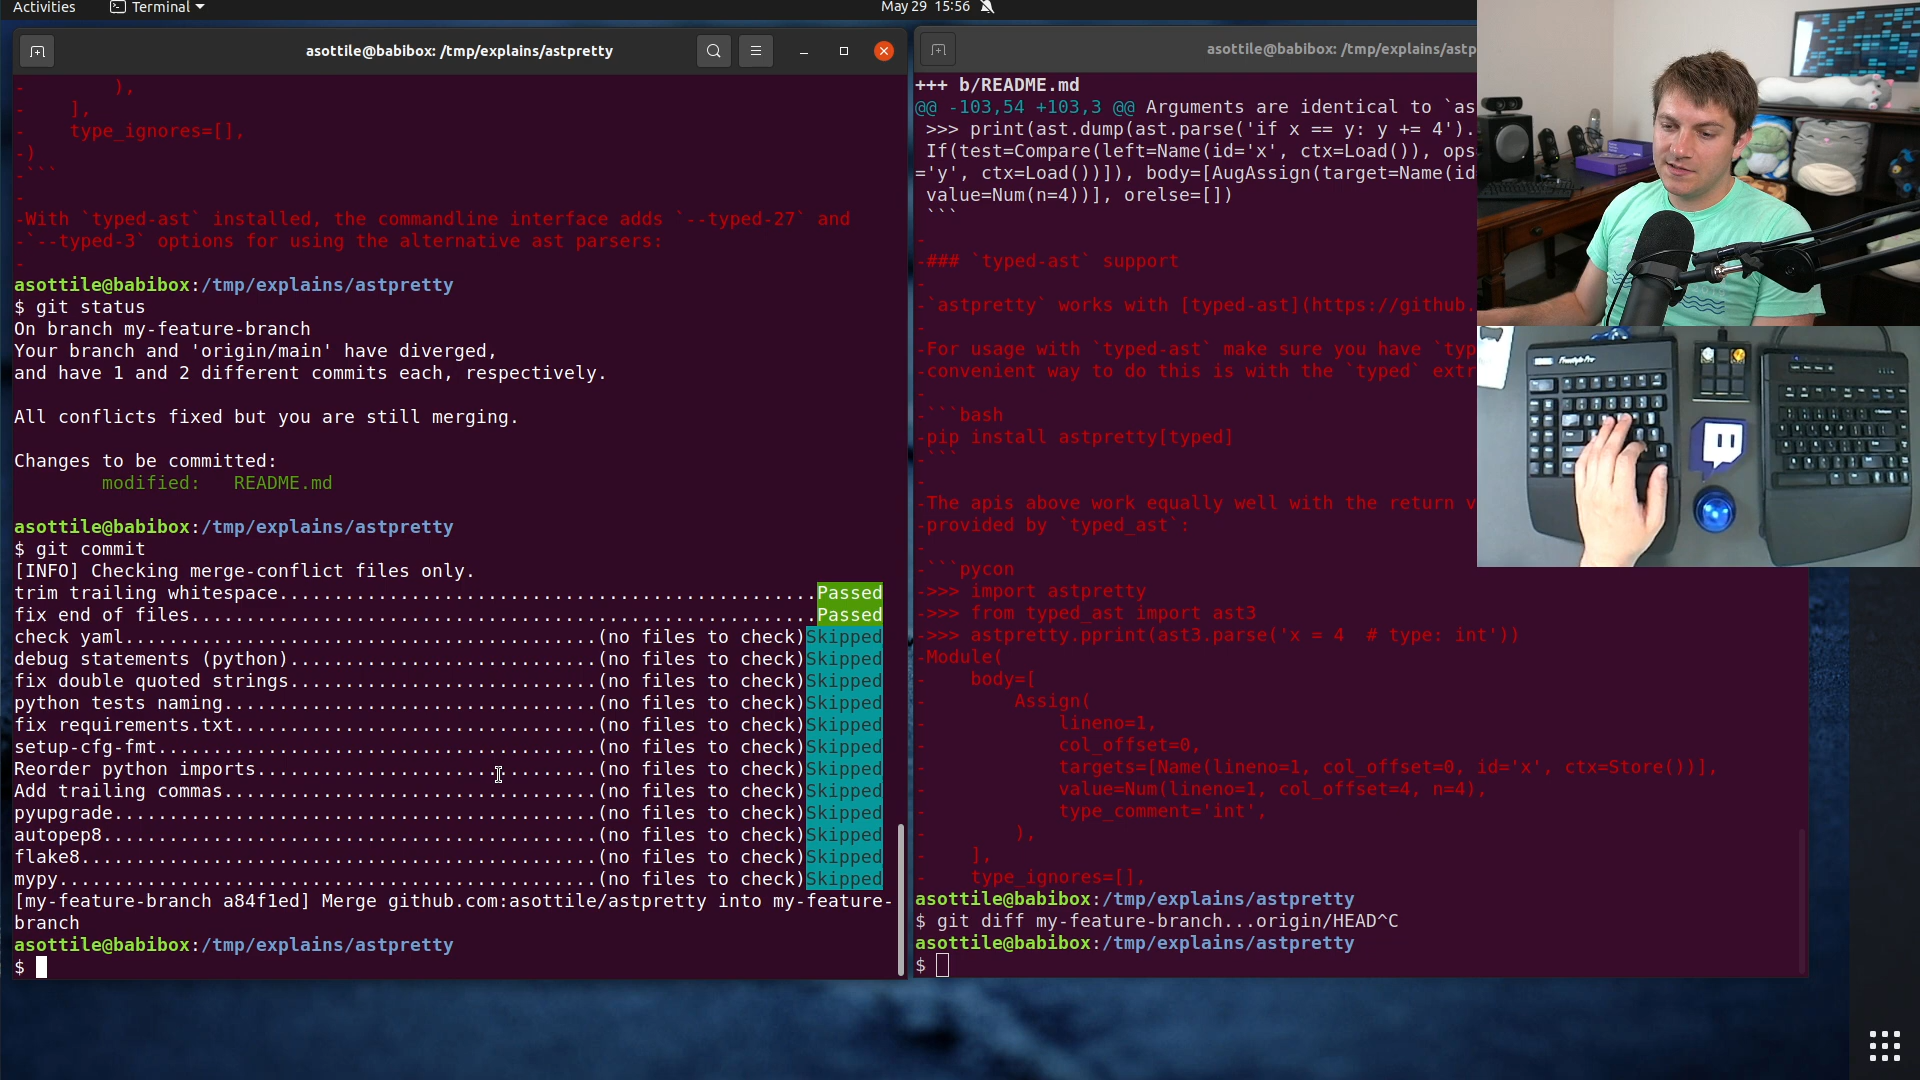 Activities
Terminal
May 29 15:56
asottile@babibox: /tmp/explains/astpretty
-         ),
-     ],
-     type_ignores=[],
-)
-```
-
-With `typed-ast` installed, the commandline interface adds `--typed-27` and
-`--typed-3` options for using the alternative ast parsers:
-
asottile@babibox:/tmp/explains/astpretty
$ git status
On branch my-feature-branch
Your branch and 'origin/main' have diverged,
and have 1 and 2 different commits each, respectively.
All conflicts fixed but you are still merging.
Changes to be committed:
        modified:   README.md
asottile@babibox:/tmp/explains/astpretty
$ git commit
[INFO] Checking merge-conflict files only.
trim trailing whitespace.................................................Passed
fix end of files.........................................................Passed
check yaml...........................................(no files to check)Skipped
debug statements (python)............................(no files to check)Skipped
fix double quoted strings............................(no files to check)Skipped
python tests naming..................................(no files to check)Skipped
fix requirements.txt.................................(no files to check)Skipped
setup-cfg-fmt........................................(no files to check)Skipped
Reorder python imports...............................(no files to check)Skipped
Add trailing commas..................................(no files to check)Skipped
pyupgrade............................................(no files to check)Skipped
autopep8.............................................(no files to check)Skipped
flake8...............................................(no files to check)Skipped
mypy.................................................(no files to check)Skipped
[my-feature-branch a84f1ed] Merge github.com:asottile/astpretty into my-feature-
branch
asottile@babibox:/tmp/explains/astpretty
$
asottile@babibox: /tmp/explains/astp
+++ b/README.md
@@ -103,54 +103,3 @@ Arguments are identical to `as
 >>> print(ast.dump(ast.parse('if x == y: y += 4').
 If(test=Compare(left=Name(id='x', ctx=Load()), ops
='y', ctx=Load())]), body=[AugAssign(target=Name(id
 value=Num(n=4))], orelse=[])
 ```
-
-### `typed-ast` support
-
-`astpretty` works with [typed-ast](https://github.
-
-For usage with `typed-ast` make sure you have `typ
-convenient way to do this is with the `typed` extr
-
-```bash
-pip install astpretty[typed]
-```
-
-The apis above work equally well with the return v
-provided by `typed_ast`:
-
-```pycon
->>> import astpretty
->>> from typed_ast import ast3
->>> astpretty.pprint(ast3.parse('x = 4  # type: int'))
-Module(
-    body=[
-        Assign(
-            lineno=1,
-            col_offset=0,
-            targets=[Name(lineno=1, col_offset=0, id='x', ctx=Store())],
-            value=Num(lineno=1, col_offset=4, n=4),
-            type_comment='int',
-        ),
-    ],
-    type_ignores=[],
asottile@babibox:/tmp/explains/astpretty
$ git diff my-feature-branch...origin/HEAD^C
asottile@babibox:/tmp/explains/astpretty
$
Freestyle Pro